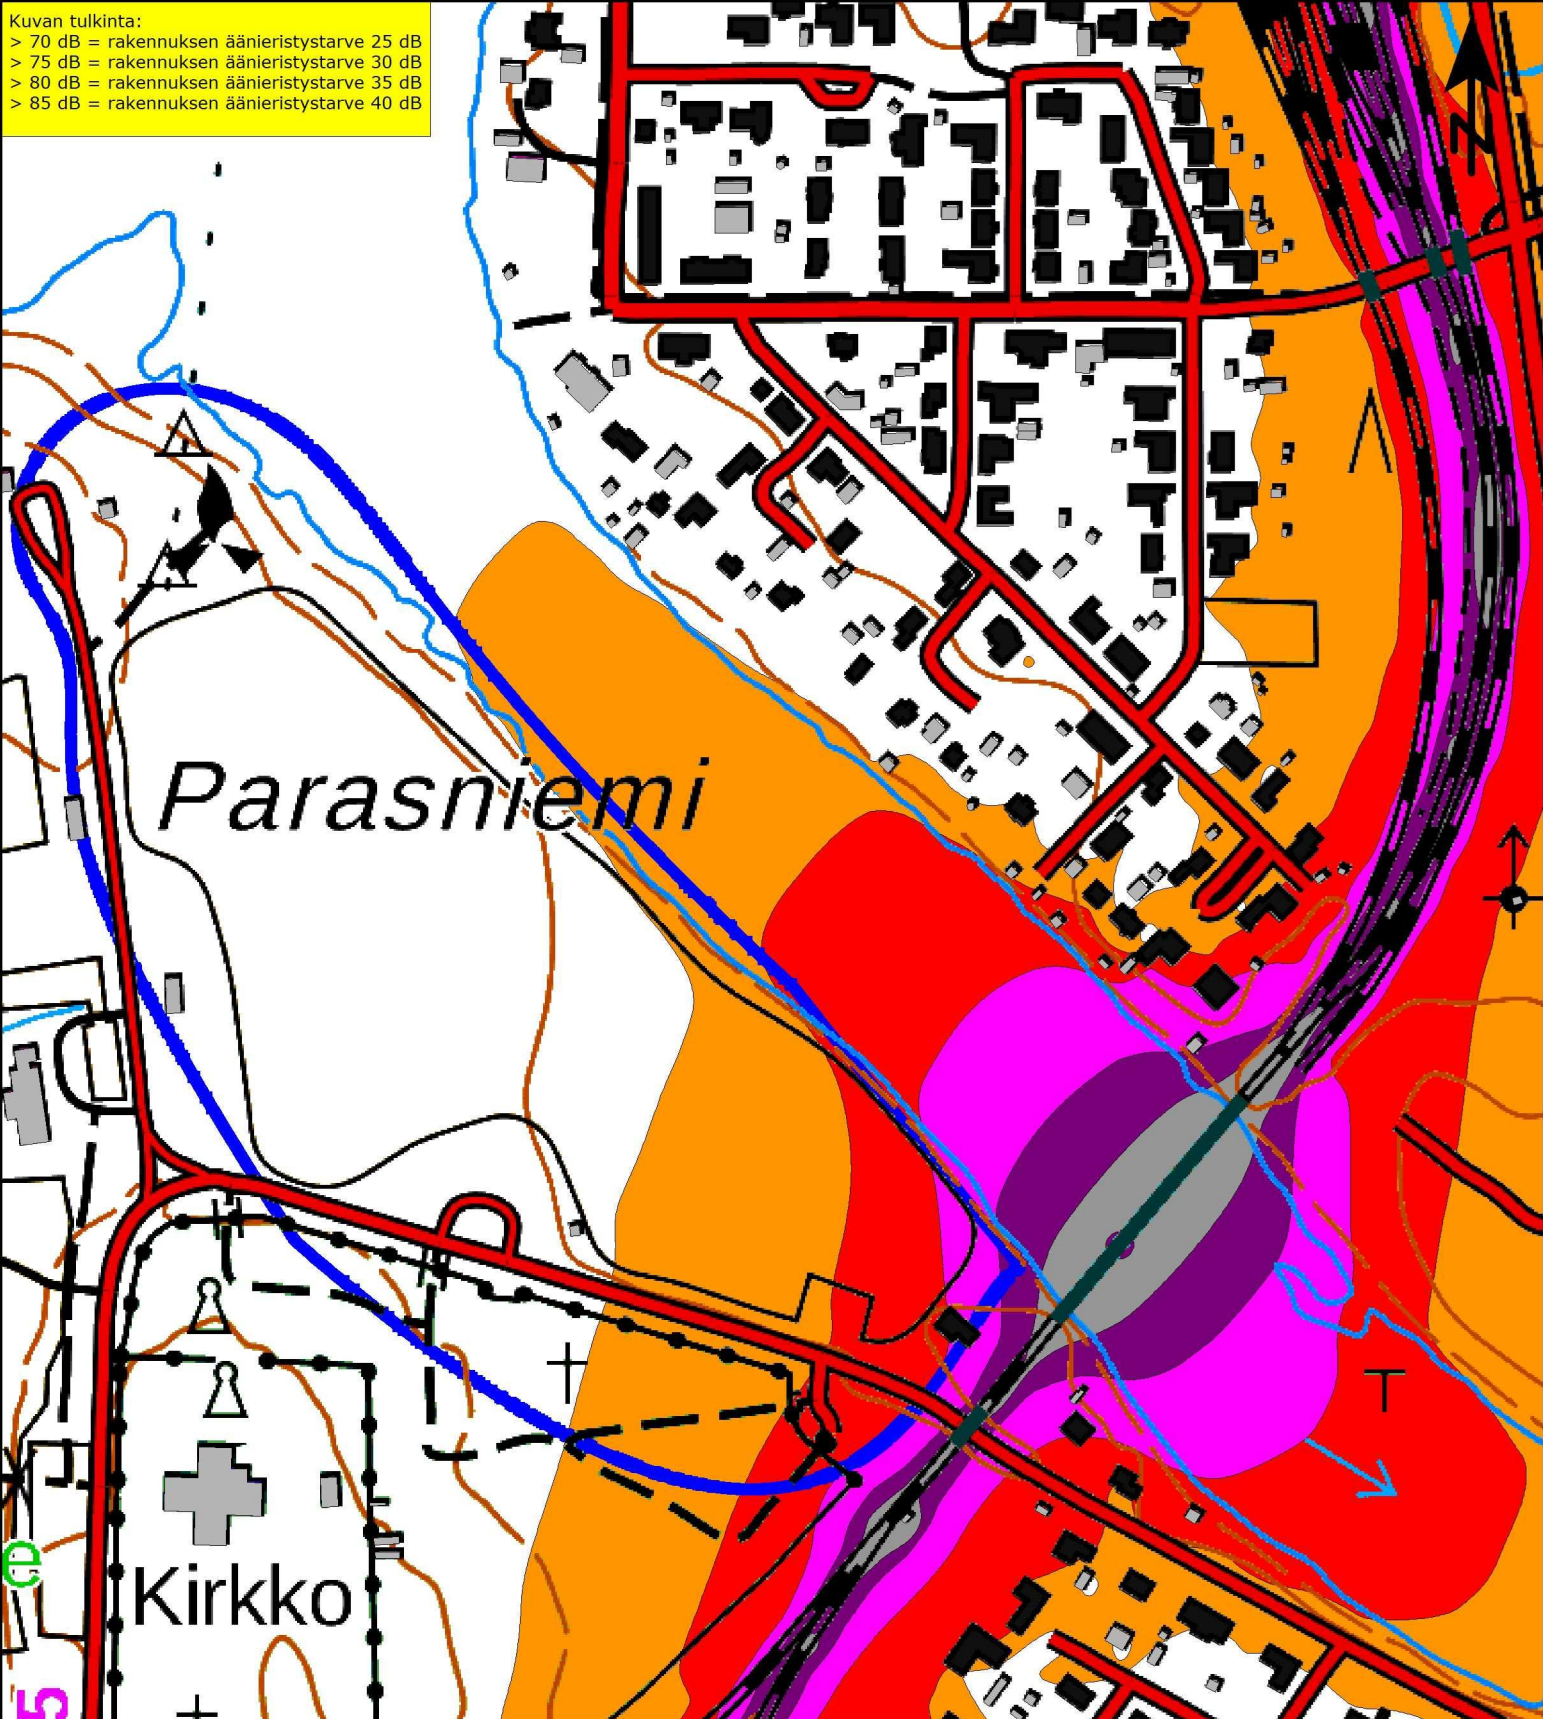 Kuvan tulkinta:
> 70 dB = rakennuksen äänieristystarve 25 dB
> 75 dB = rakennuksen äänieristystarve 30 dB
> 80 dB = rakennuksen äänieristystarve 35 dB
> 85 dB = rakennuksen äänieristystarve 40 dB
N
Parasniemi
e
Kirkko
5